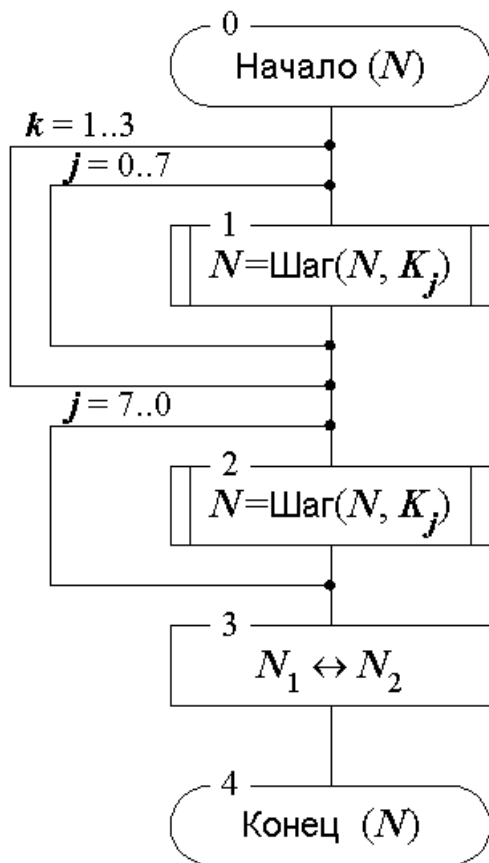 0
Начало (N)
k = 1..3
j = 0..7
1
N=Шаг(N, Kj)
j = 7..0
2
N=Шаг(N, Kj)
3
N1 ↔ N2
4
Конец (N)